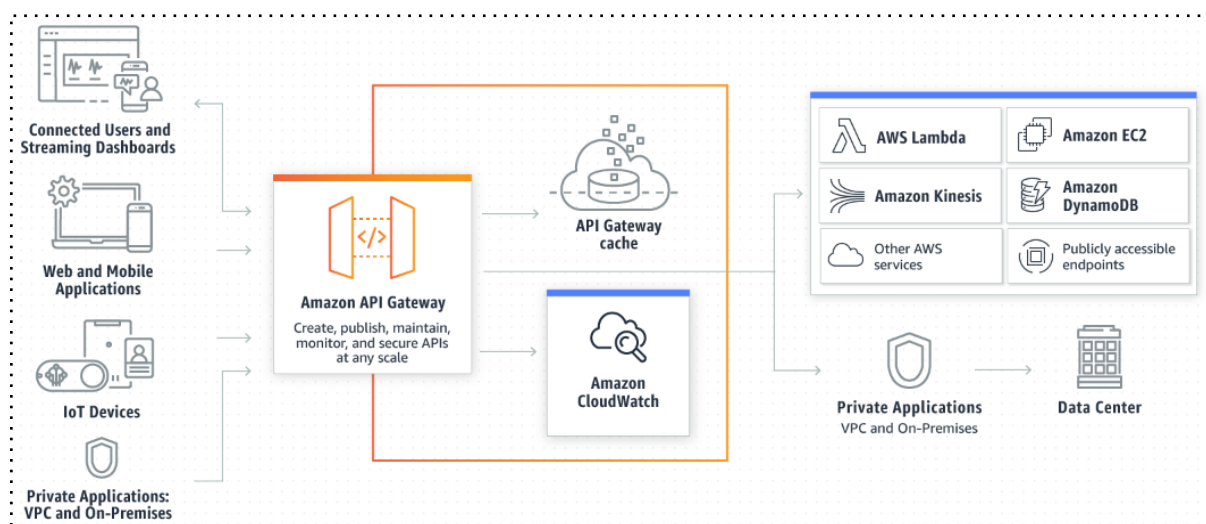 Connected Users and
Streaming Dashboards
Web and Mobile
Applications
IoT Devices
Private Applications:
VPC and On-Premises
</>
Amazon API Gateway
Create, publish, maintain,
monitor, and secure APIs
at any scale
API Gateway
cache
Amazon
CloudWatch
AWS Lambda
Amazon EC2
Amazon Kinesis
Amazon
DynamoDB
Other AWS
services
Publicly accessible
endpoints
Private Applications
VPC and On-Premises
Data Center